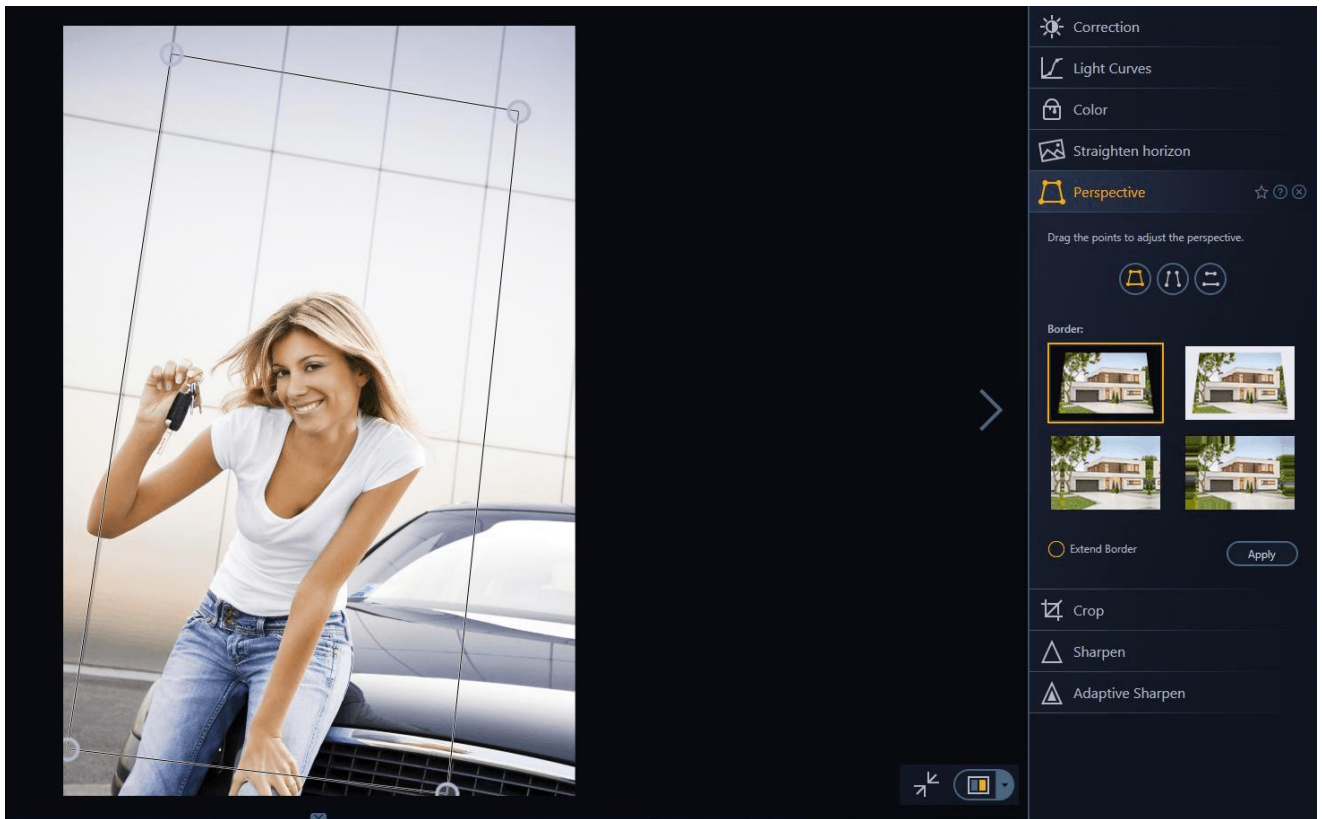 Correction
Light Curves
Color
Straighten horizon
Perspective
Drag the points to adjust the perspective.
Border:
Extend Border
Apply
Crop
Sharpen
Adaptive Sharpen